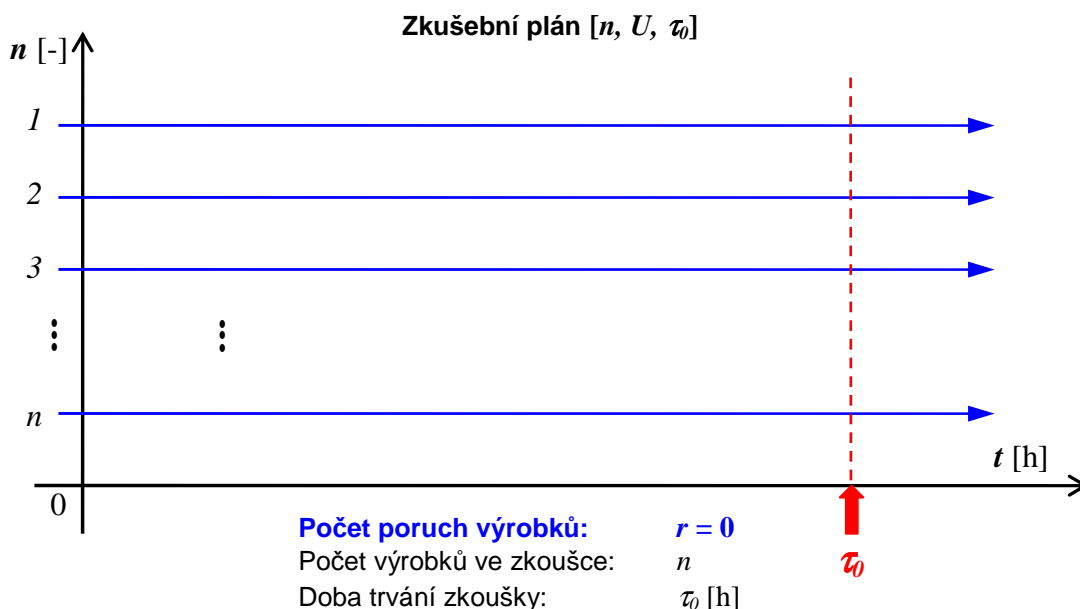 Zkušební plán [n, U, τ0]
n [-]
1
2
3
n
t [h]
0
Počet poruch výrobků: r = 0
Počet výrobků ve zkoušce: n
τ0
Doba trvání zkoušky: τ0 [h]